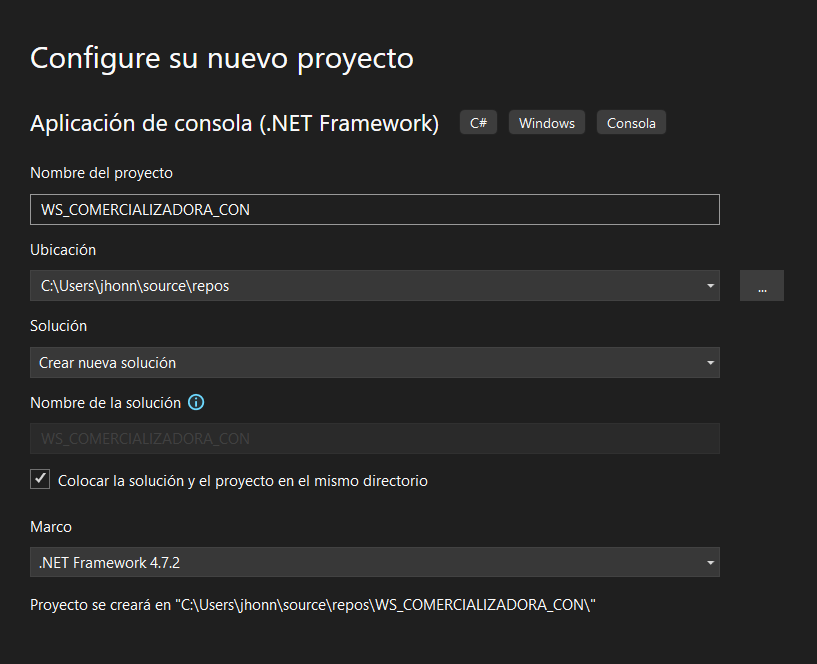 Configure su nuevo proyecto
Aplicación de consola (.NET Framework) C# Windows Consola
Nombre del proyecto
WS_COMERCIALIZADORA_CON
Ubicación
C:\Users\jhonn\source\repos ...
Solución
Crear nueva solución
Nombre de la solución
WS_COMERCIALIZADORA_CON
Colocar la solución y el proyecto en el mismo directorio
Marco
.NET Framework 4.7.2
Proyecto se creará en "C:\Users\jhonn\source\repos\WS_COMERCIALIZADORA_CON\"